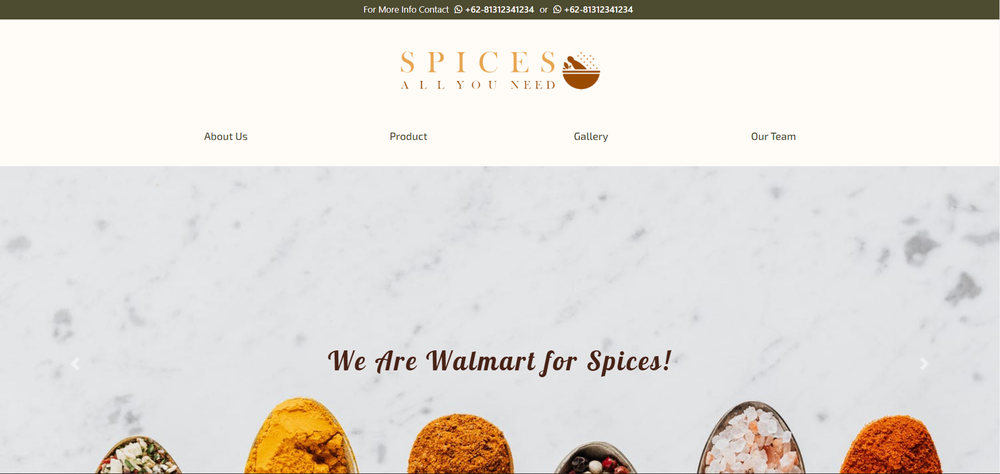 For More Info Contact +62-81312341234 or +62-81312341234
SPICES
ALL YOU NEED
About Us Product Gallery Our Team
We Are Walmart for Spices!